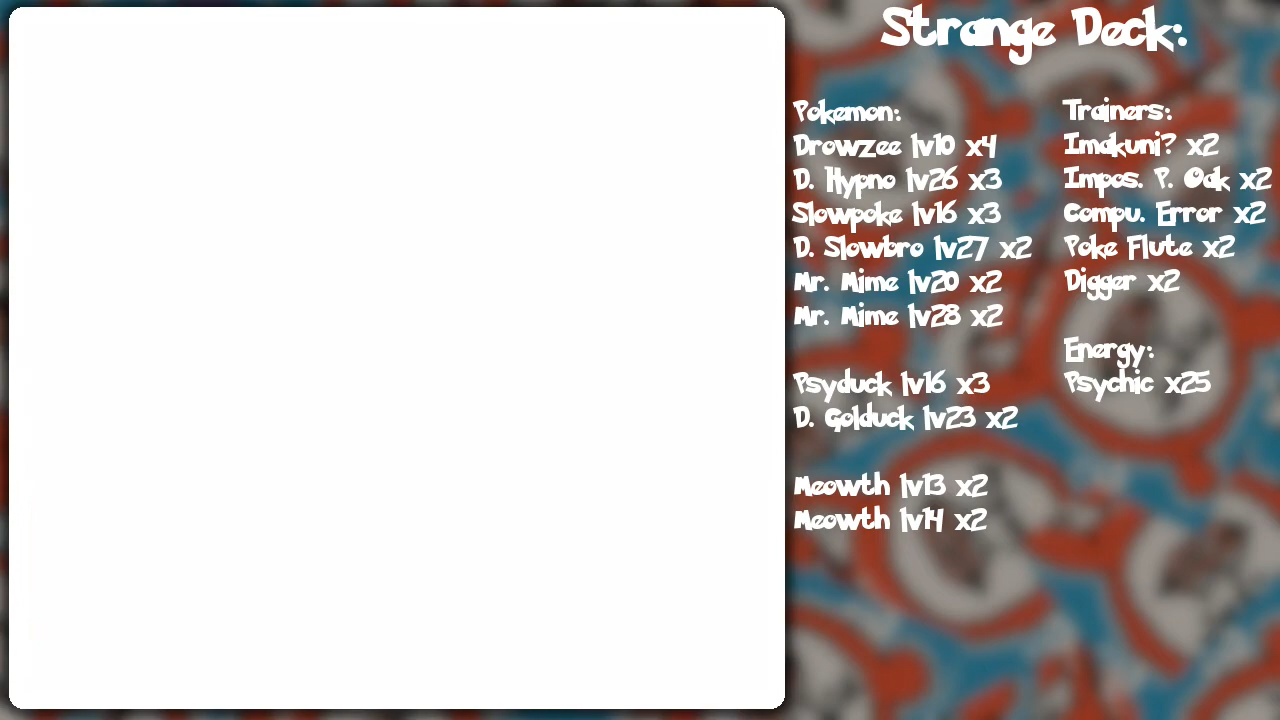 Strange Deck:
Pokemon:
Drowzee lv10 x4
D. Hypno lv26 x3
Slowpoke lv16 x3
D. Slowbro lv27 x2
Mr. Mime lv20 x2
Mr. Mime lv28 x2
Psyduck lv16 x3
D. Golduck lv23 x2
Meowth lv13 x2
Meowth lv14 x2
Trainers:
Imakuni? x2
Impos. P. Oak x2
Compu. Error x2
Poke Flute x2
Digger x2
Energy:
Psychic x25